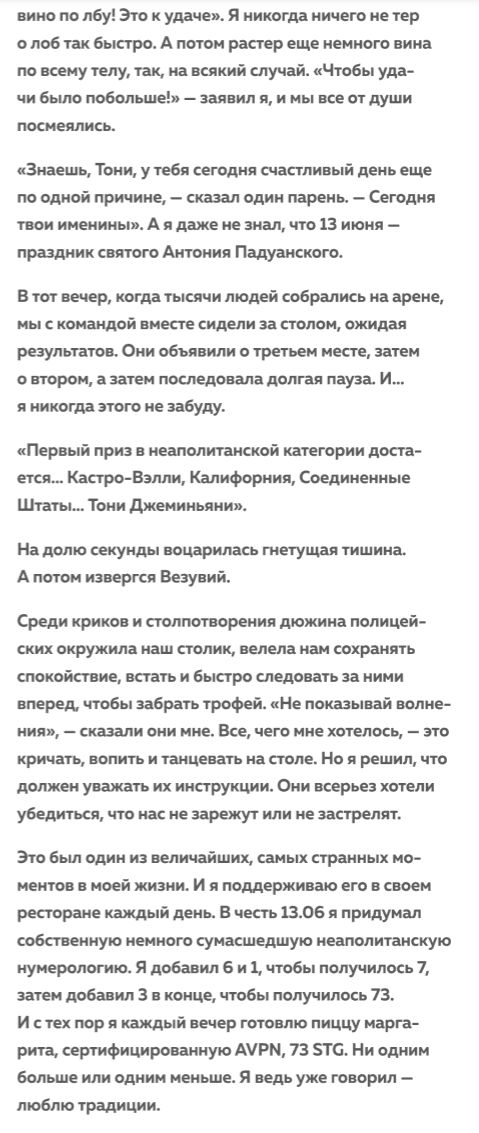 вино по лбу! Это к удаче». Я никогда ничего не тер
о лоб так быстро. А потом растер еще немного вина
по всему телу, так, на всякий случай. «Чтобы уда-
чи было побольше!» — заявил я, и мы все от души
посмеялись.
«Знаешь, Тони, у тебя сегодня счастливый день еще
по одной причине, — сказал один парень. — Сегодня
твои именины». А я даже не знал, что 13 июня —
праздник святого Антония Падуанского.
В тот вечер, когда тысячи людей собрались на арене,
мы с командой вместе сидели за столом, ожидая
результатов. Они объявили о третьем месте, затем
о втором, а затем последовала долгая пауза. И...
я никогда этого не забуду.
«Первый приз в неаполитанской категории доста-
ется... Кастро-Вэлли, Калифорния, Соединенные
Штаты... Тони Джеминьяни».
На долю секунды воцарилась гнетущая тишина.
А потом извергся Везувий.
Среди криков и столпотворения дюжина полицей-
ских окружила наш столик, велела нам сохранять
спокойствие, встать и быстро следовать за ними
вперед, чтобы забрать трофей. «Не показывай волне-
ния», — сказали они мне. Все, чего мне хотелось, — это
кричать, вопить и танцевать на столе. Но я решил, что
должен уважать их инструкции. Они всерьез хотели
убедиться, что нас не зарежут или не застрелят.
Это был один из величайших, самых странных мо-
ментов в моей жизни. И я поддерживаю его в своем
ресторане каждый день. В честь 13.06 я придумал
собственную немного сумасшедшую неаполитанскую
нумерологию. Я добавил 6 и 1, чтобы получилось 7,
затем добавил 3 в конце, чтобы получилось 73.
И с тех пор я каждый вечер готовлю пиццу марга-
рита, сертифицированную AVPN, 73 STG. Ни одним
больше или одним меньше. Я ведь уже говорил —
люблю традиции.